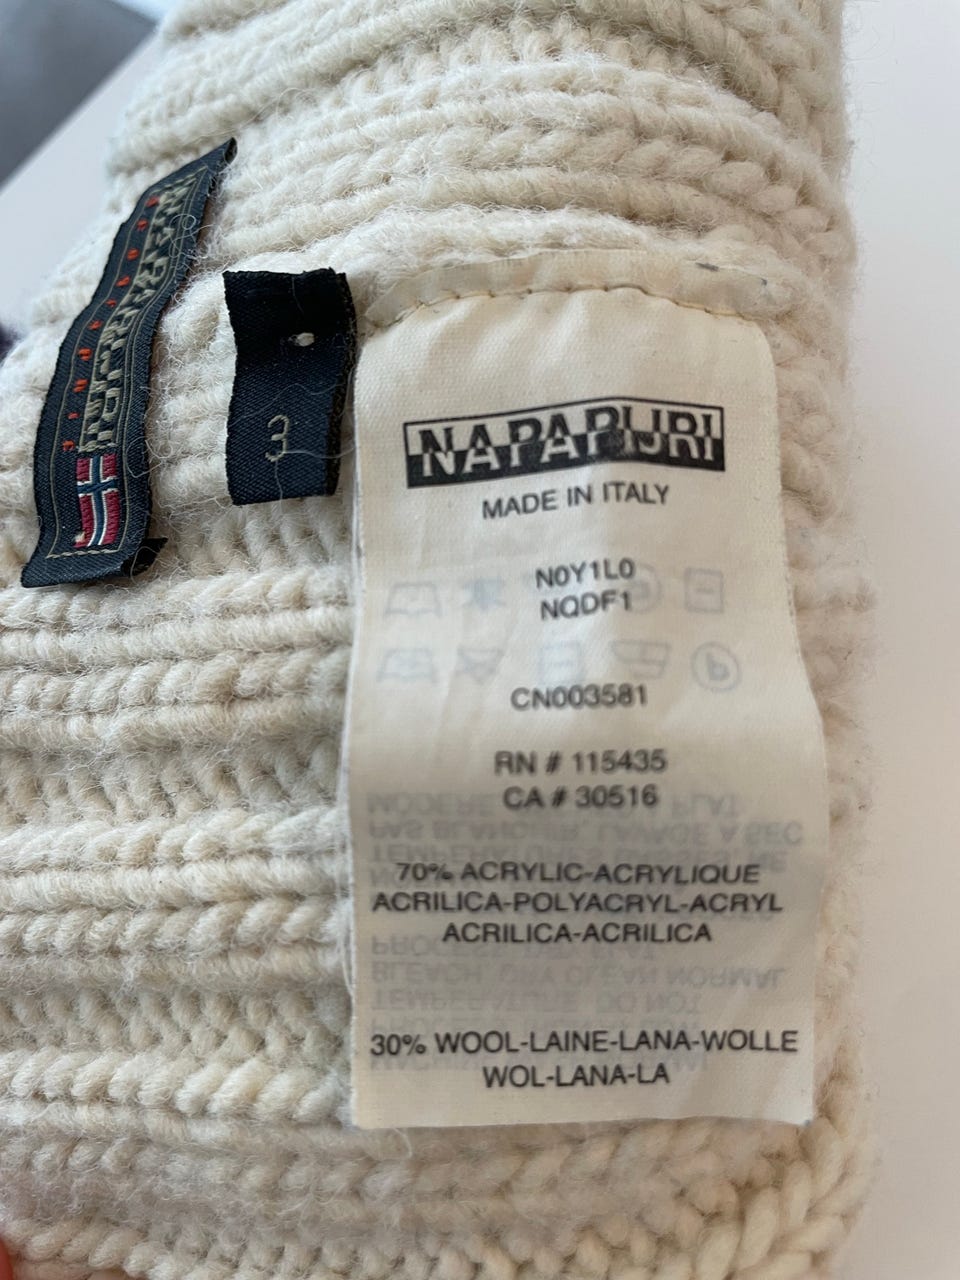 NAPAPIJRI
3
NAPAPIJRI
MADE IN ITALY
N0Y1L0
NQDF1
CN003581
RN # 115435
CA # 30516
70% ACRYLIC-ACRYLIQUE
ACRILICA-POLYACRYL-ACRYL
ACRILICA-ACRILICA
30% WOOL-LAINE-LANA-WOLLE
WOL-LANA-LA